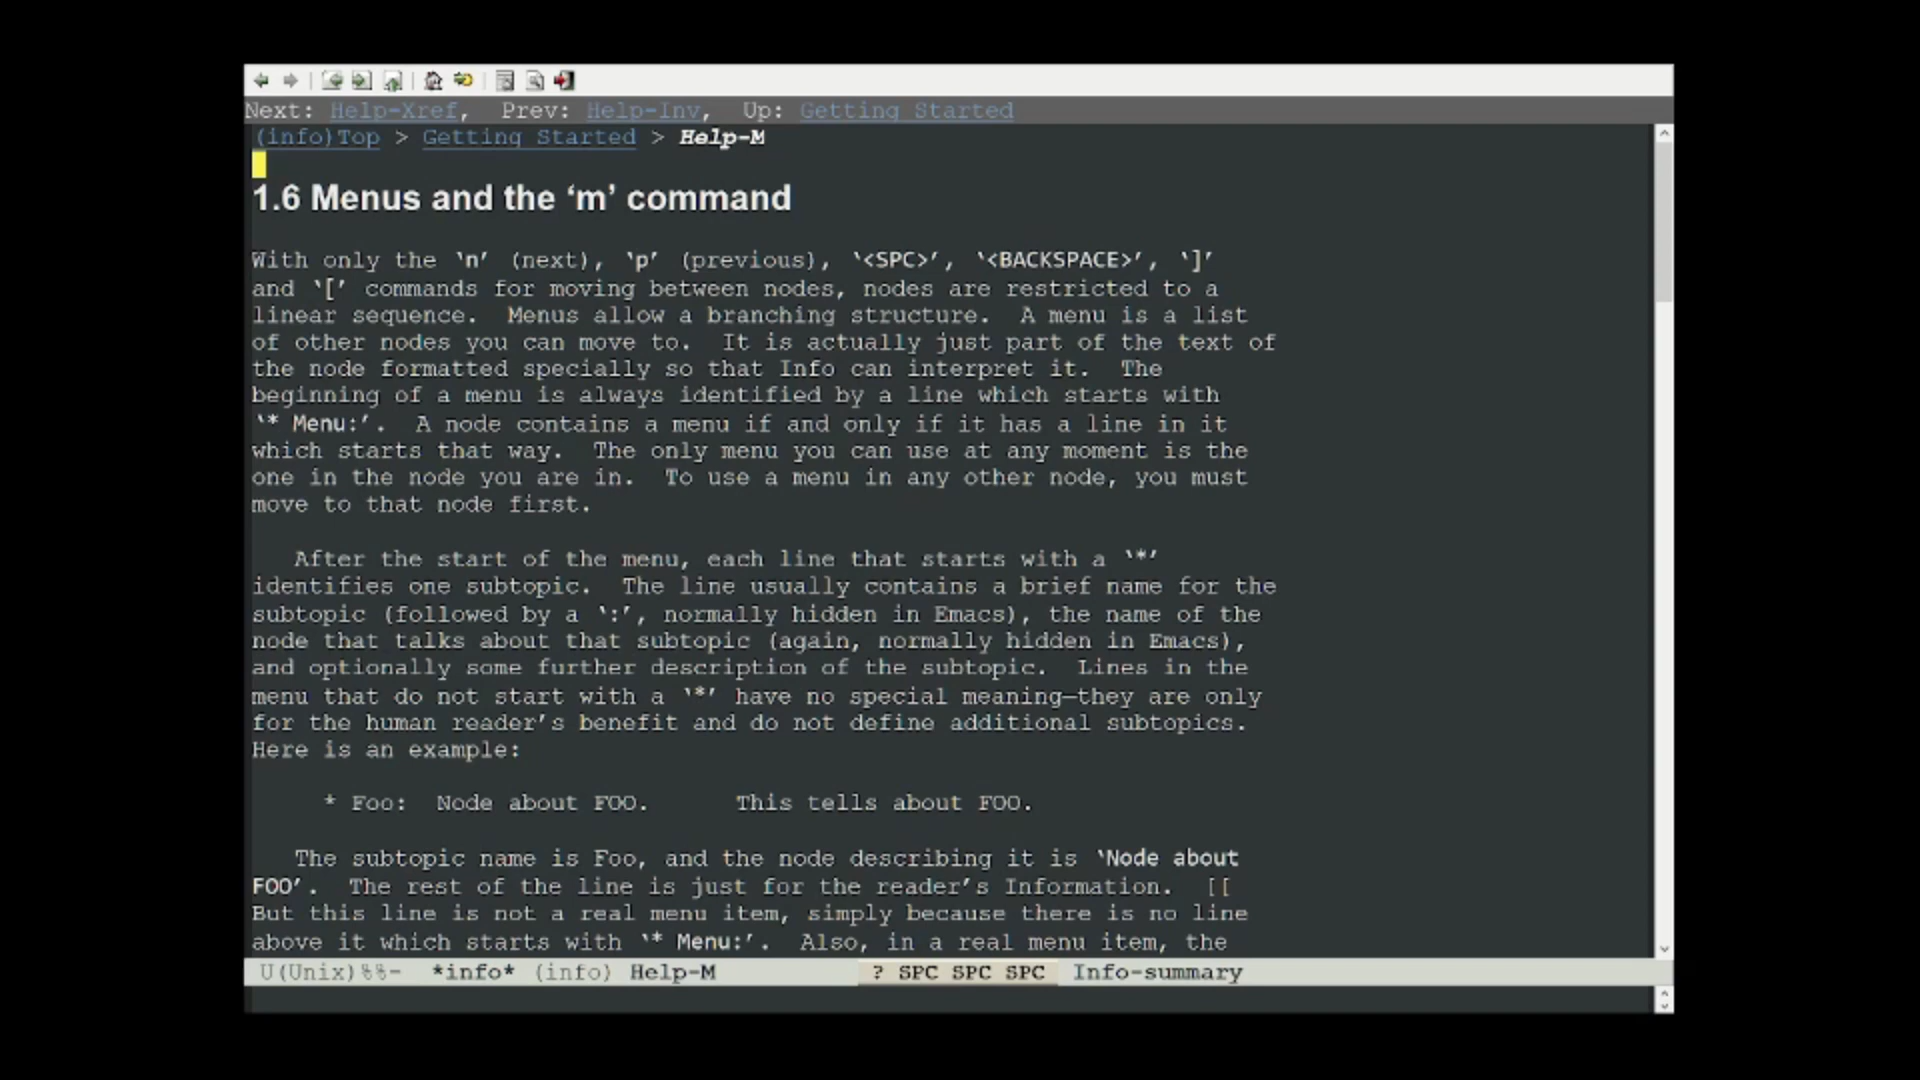 Next: Help-Xref,  Prev: Help-Inv,  Up: Getting Started
(info)Top > Getting Started > Help-M
1.6 Menus and the ‘m’ command
With only the ‘n’ (next), ‘p’ (previous), ‘<SPC>’, ‘<BACKSPACE>’, ‘]’
and ‘[’ commands for moving between nodes, nodes are restricted to a
linear sequence.  Menus allow a branching structure.  A menu is a list
of other nodes you can move to.  It is actually just part of the text of
the node formatted specially so that Info can interpret it.  The
beginning of a menu is always identified by a line which starts with
‘* Menu:’.  A node contains a menu if and only if it has a line in it
which starts that way.  The only menu you can use at any moment is the
one in the node you are in.  To use a menu in any other node, you must
move to that node first.
After the start of the menu, each line that starts with a ‘*’
identifies one subtopic.  The line usually contains a brief name for the
subtopic (followed by a ‘:’, normally hidden in Emacs), the name of the
node that talks about that subtopic (again, normally hidden in Emacs),
and optionally some further description of the subtopic.  Lines in the
menu that do not start with a ‘*’ have no special meaning—they are only
for the human reader’s benefit and do not define additional subtopics.
Here is an example:
* Foo:  Node about FOO.      This tells about FOO.
The subtopic name is Foo, and the node describing it is ‘Node about
FOO’.  The rest of the line is just for the reader’s Information.  [[
But this line is not a real menu item, simply because there is no line
above it which starts with ‘* Menu:’.  Also, in a real menu item, the
U(Unix)%%-  *info* (info) Help-M  ? SPC SPC SPC  Info-summary